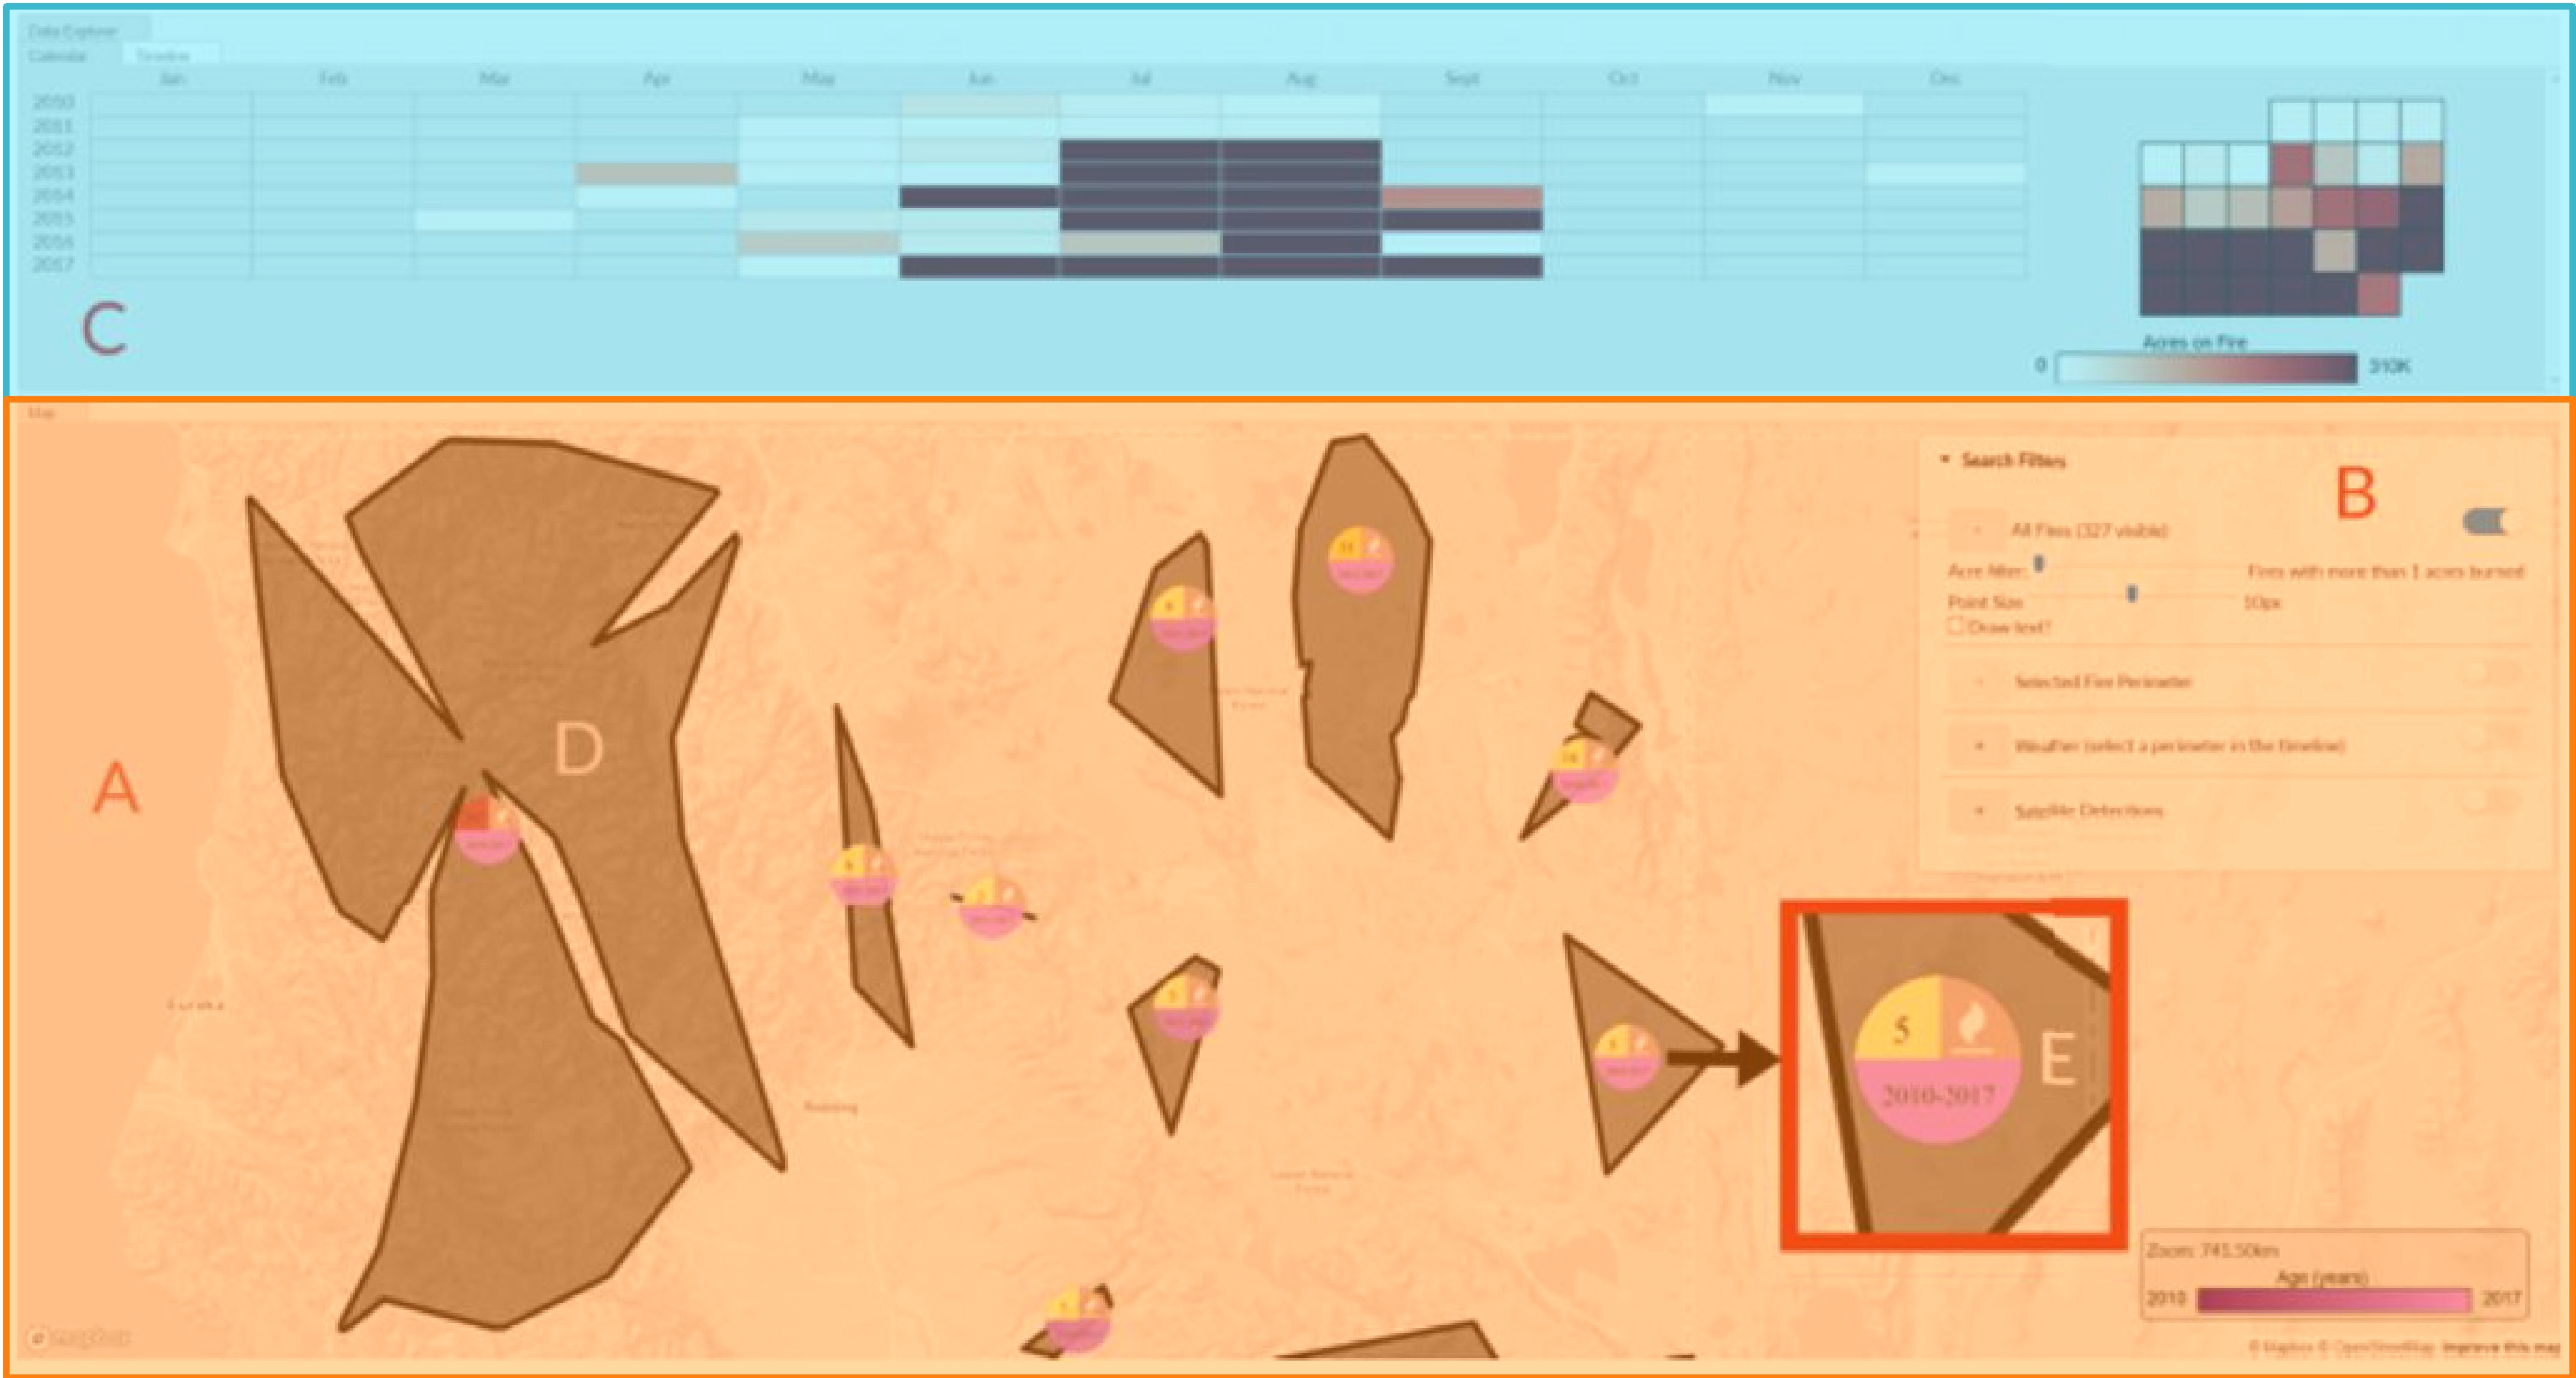 Data Explorer
Calendar Timeline
Jan Feb Mar Apr May Jun Jul Aug Sept Oct Nov Dec
2010
2011
2012
2013
2014
2015
2016
2017
C
Acres on Fire
0 310K
Map
Search Filters
B
All Fires (327 visible)
Acre filter: Fires with more than 1 acres burned
Point Size 10px
Draw text?
Selected Fire Perimeter
Weather (select a perimeter in the timeline)
Satellite Detections
A
D
E
5
2010-2017
Eureka
Redding
Zoom: 741.50km
Age (years)
2010 2017
mapbox
© Mapbox © OpenStreetMap Improve this map